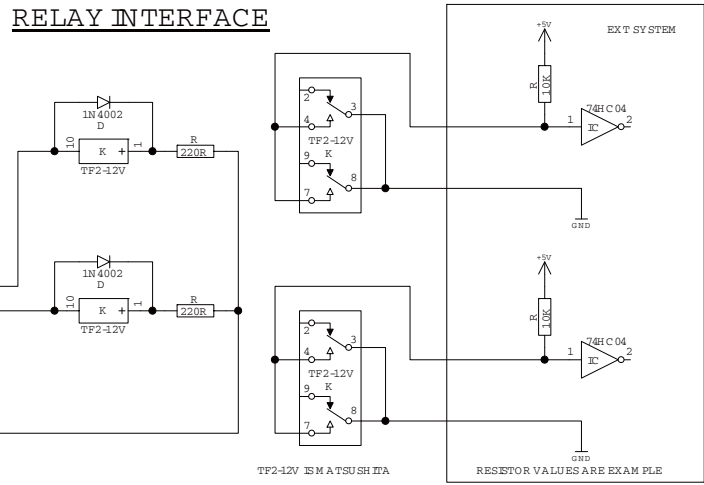 RELAY INTERFACE
EXT SYSTEM
+5V
R
10K
74HC04
1
2
IC
GND
2
3
4
TF2-12V
K
9
8
7
1N4002
D
10
K +
1
TF2-12V
R
220R
1N4002
D
10
K +
1
TF2-12V
R
220R
2
3
4
TF2-12V
K
9
8
7
+5V
R
10K
74HC04
1
2
IC
GND
TF2-12V IS MATSUSHITA
RESISTOR VALUES ARE EXAMPLE